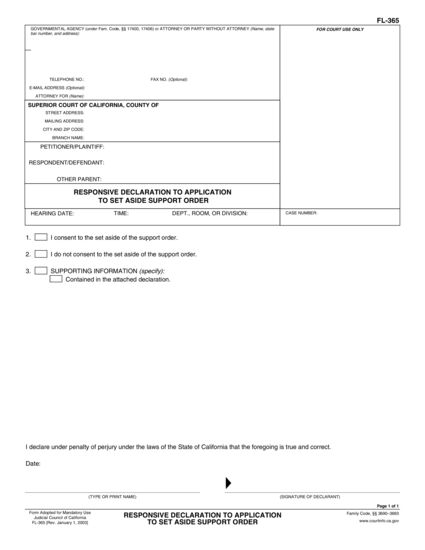 FL-365
GOVERNMENTAL AGENCY (under Fam. Code, §§ 17400, 17406) or ATTORNEY OR PARTY WITHOUT ATTORNEY (Name, state
bar number, and address):
FOR COURT USE ONLY
TELEPHONE NO.: FAX NO. (Optional):
E-MAIL ADDRESS (Optional):
ATTORNEY FOR (Name):
SUPERIOR COURT OF CALIFORNIA, COUNTY OF
STREET ADDRESS:
MAILING ADDRESS:
CITY AND ZIP CODE:
BRANCH NAME:
PETITIONER/PLAINTIFF:
RESPONDENT/DEFENDANT:
OTHER PARENT:
RESPONSIVE DECLARATION TO APPLICATION
TO SET ASIDE SUPPORT ORDER
HEARING DATE: TIME: DEPT., ROOM, OR DIVISION:
CASE NUMBER:
1. I consent to the set aside of the support order.
2. I do not consent to the set aside of the support order.
3. SUPPORTING INFORMATION (specify):
Contained in the attached declaration.
I declare under penalty of perjury under the laws of the State of California that the foregoing is true and correct.
Date:
(TYPE OR PRINT NAME) (SIGNATURE OF DECLARANT)
Page 1 of 1
Form Adopted for Mandatory Use
Judicial Council of California
FL-365 [Rev. January 1, 2003]
RESPONSIVE DECLARATION TO APPLICATION
TO SET ASIDE SUPPORT ORDER
Family Code, §§ 3690–3693
www.courtinfo.ca.gov